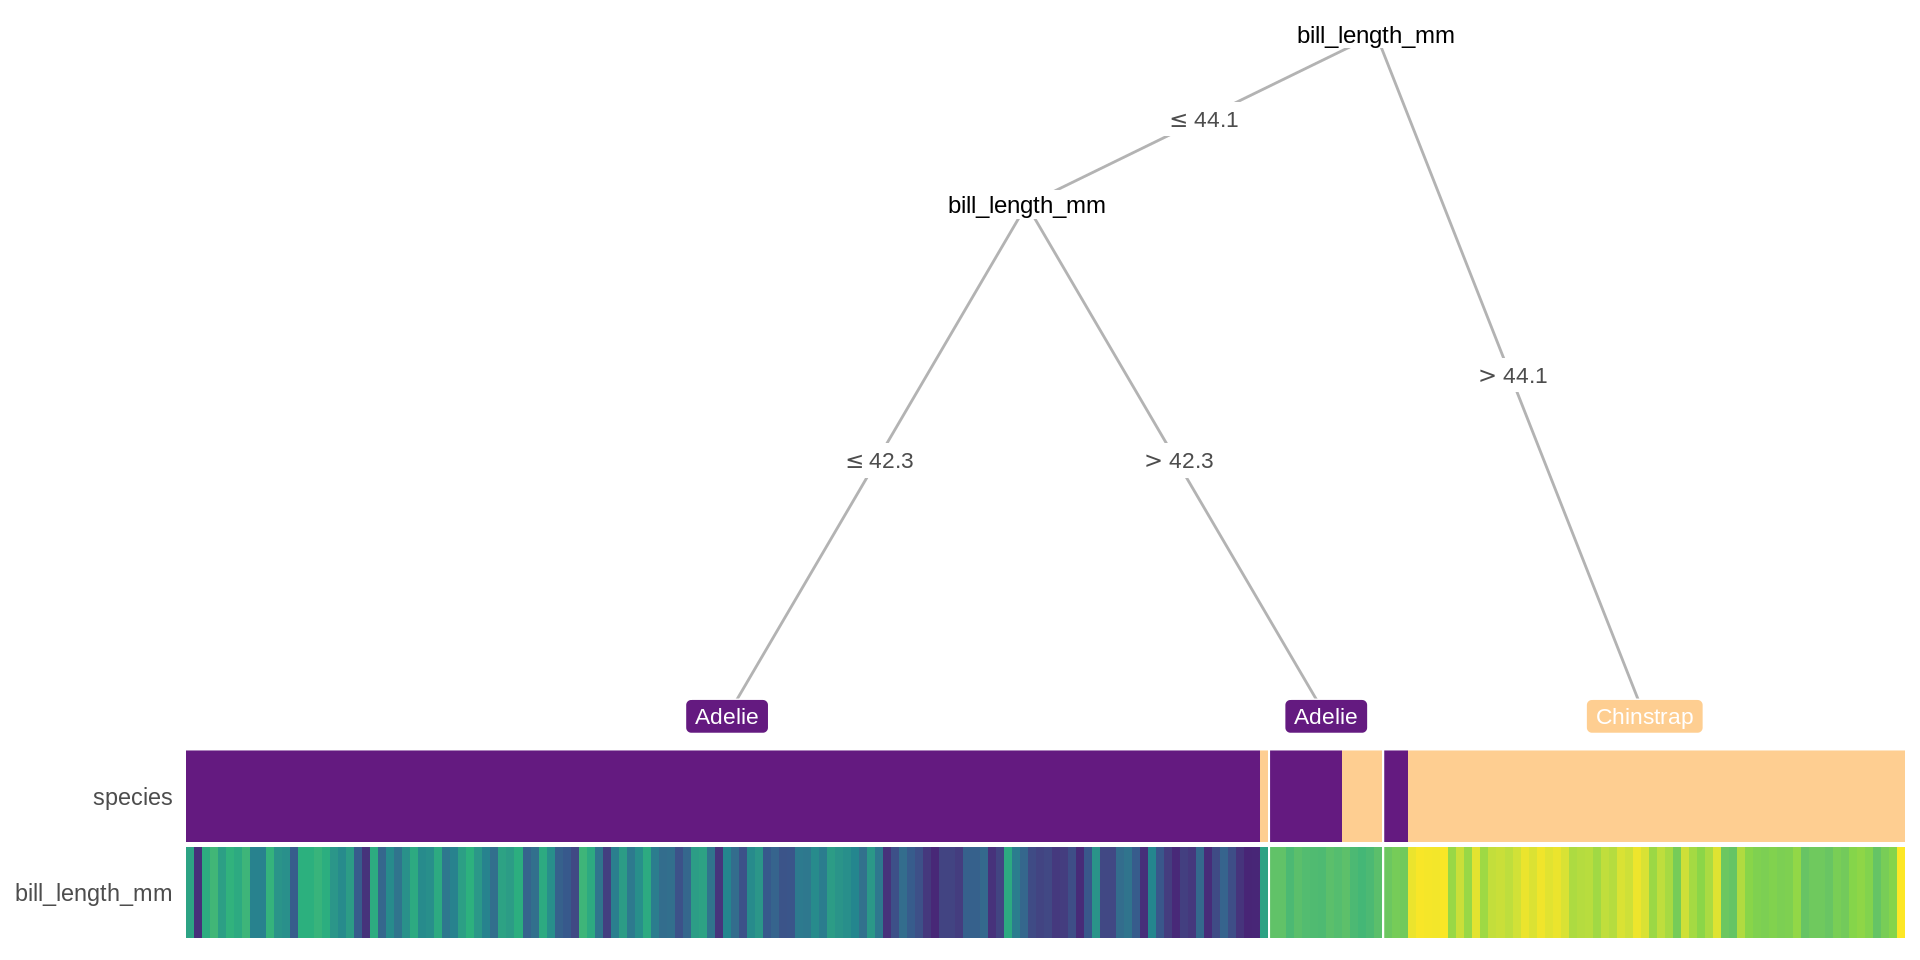 bill_length_mm
≤ 44.1
bill_length_mm
> 44.1
≤ 42.3
> 42.3
Adelie
Adelie
Chinstrap
species
bill_length_mm